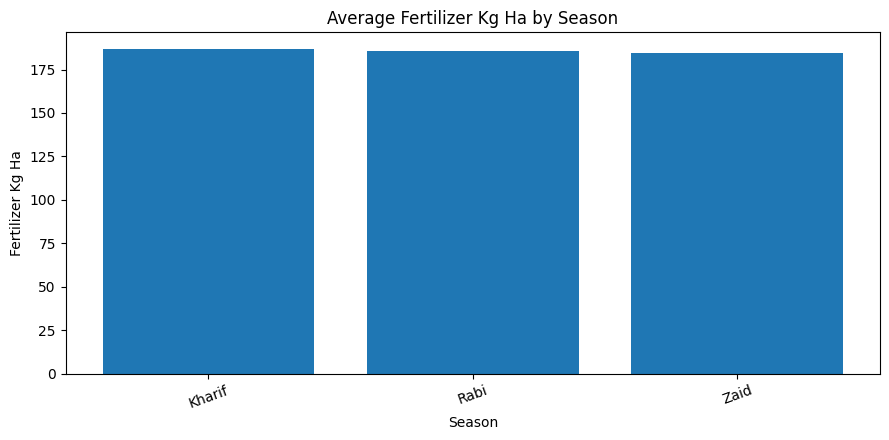 Average Fertilizer Kg Ha by Season
Fertilizer Kg Ha
175
150
125
100
75
50
25
0
Kharif
Rabi
Zaid
Season